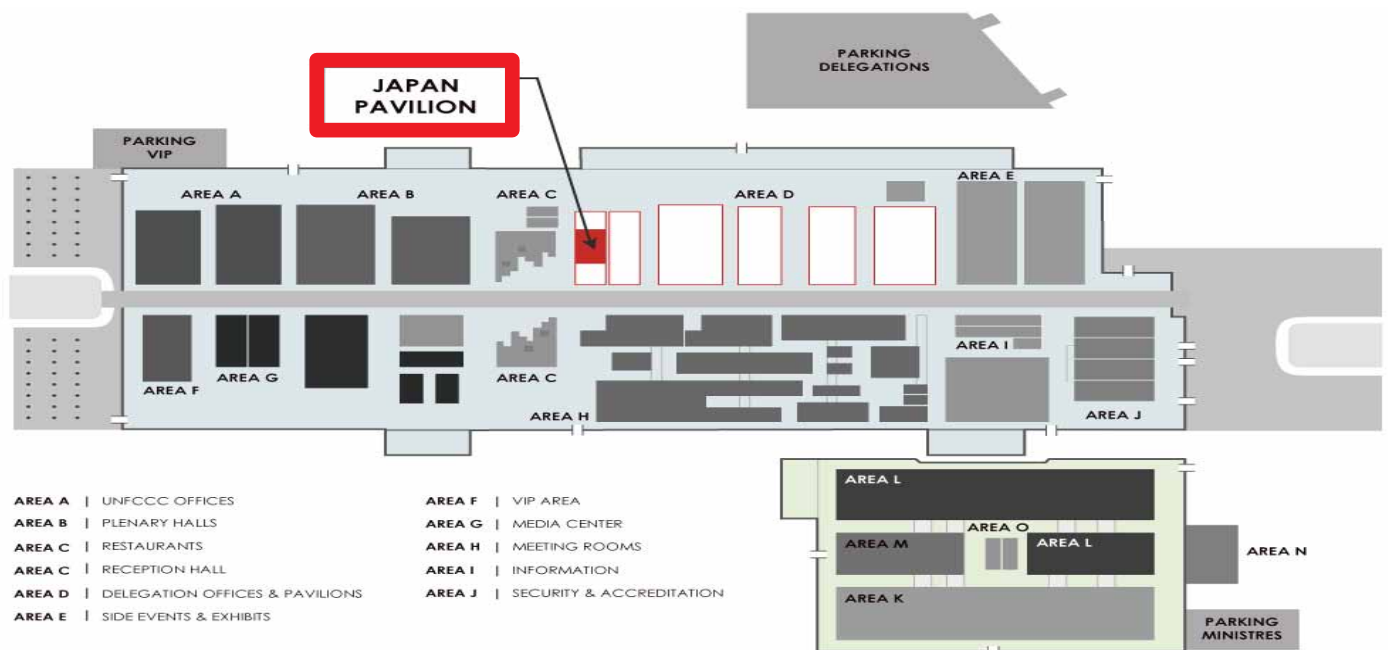 PARKING
DELEGATIONS
JAPAN
PAVILION
PARKING
VIP
AREA A
AREA B
AREA C
AREA D
AREA E
AREA F
AREA G
AREA C
AREA H
AREA I
AREA J
AREA A | UNFCCC OFFICES
AREA B | PLENARY HALLS
AREA C | RESTAURANTS
AREA C | RECEPTION HALL
AREA D | DELEGATION OFFICES & PAVILIONS
AREA E | SIDE EVENTS & EXHIBITS
AREA F | VIP AREA
AREA G | MEDIA CENTER
AREA H | MEETING ROOMS
AREA I | INFORMATION
AREA J | SECURITY & ACCREDITATION
AREA L
AREA O
AREA M
AREA L
AREA N
AREA K
PARKING
MINISTRES